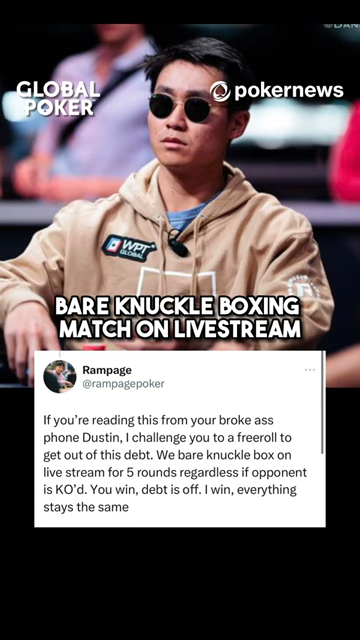 GLOBAL
POKER
pokernews
WPT
GLOBAL
BARE KNUCKLE BOXING
MATCH ON LIVESTREAM
Rampage
@rampagepoker
If you're reading this from your broke ass
phone Dustin, I challenge you to a freeroll to
get out of this debt. We bare knuckle box on
live stream for 5 rounds regardless if opponent
is KO'd. You win, debt is off. I win, everything
stays the same